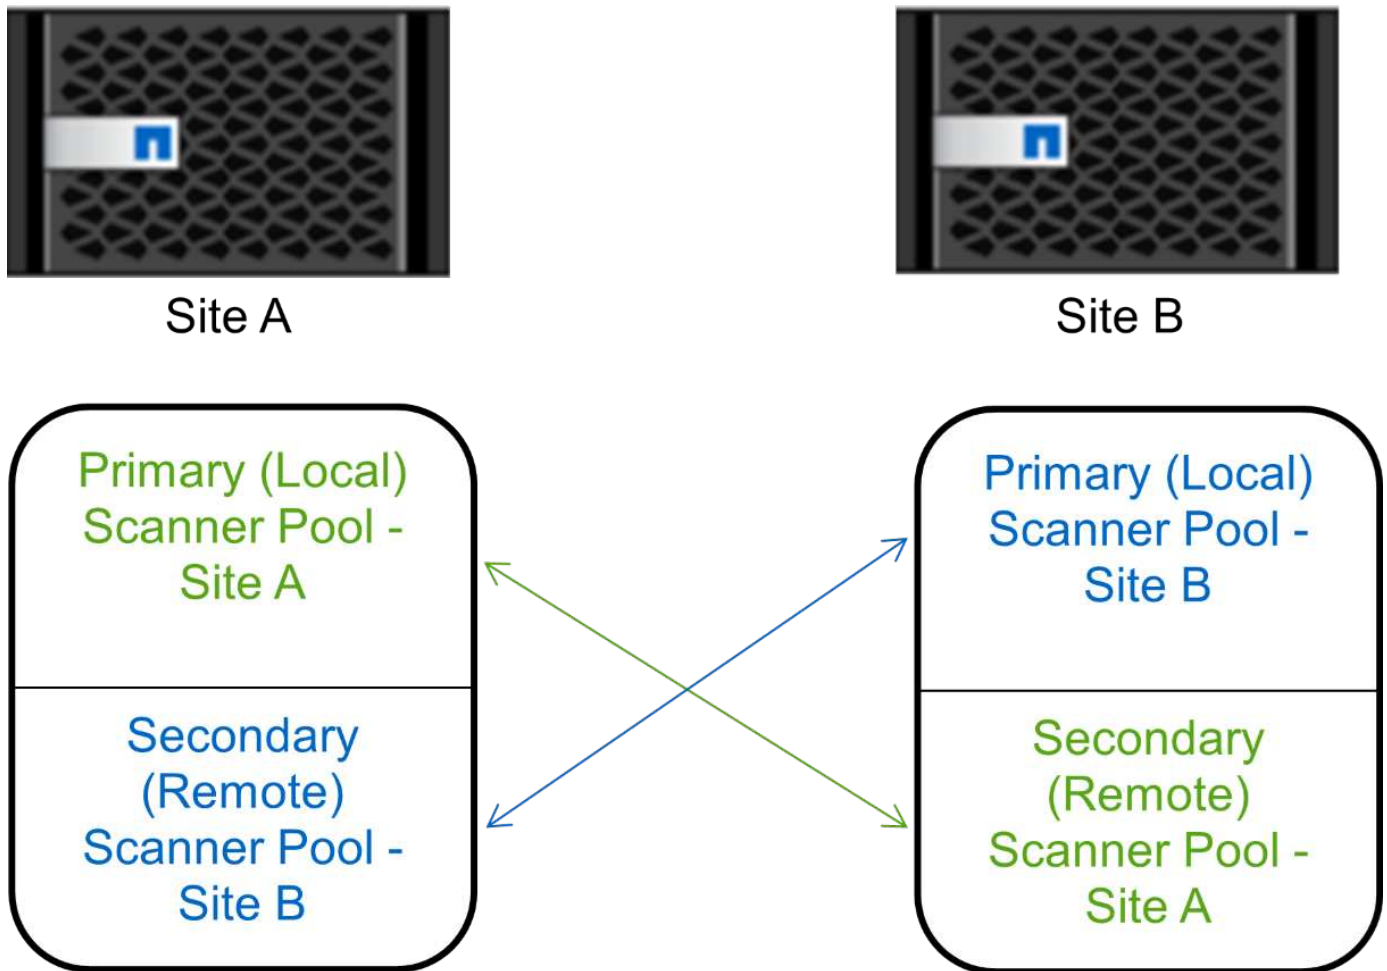 Site A
Site B
Primary (Local)
Scanner Pool -
Site A
Secondary
(Remote)
Scanner Pool -
Site B
Primary (Local)
Scanner Pool -
Site B
Secondary
(Remote)
Scanner Pool -
Site A